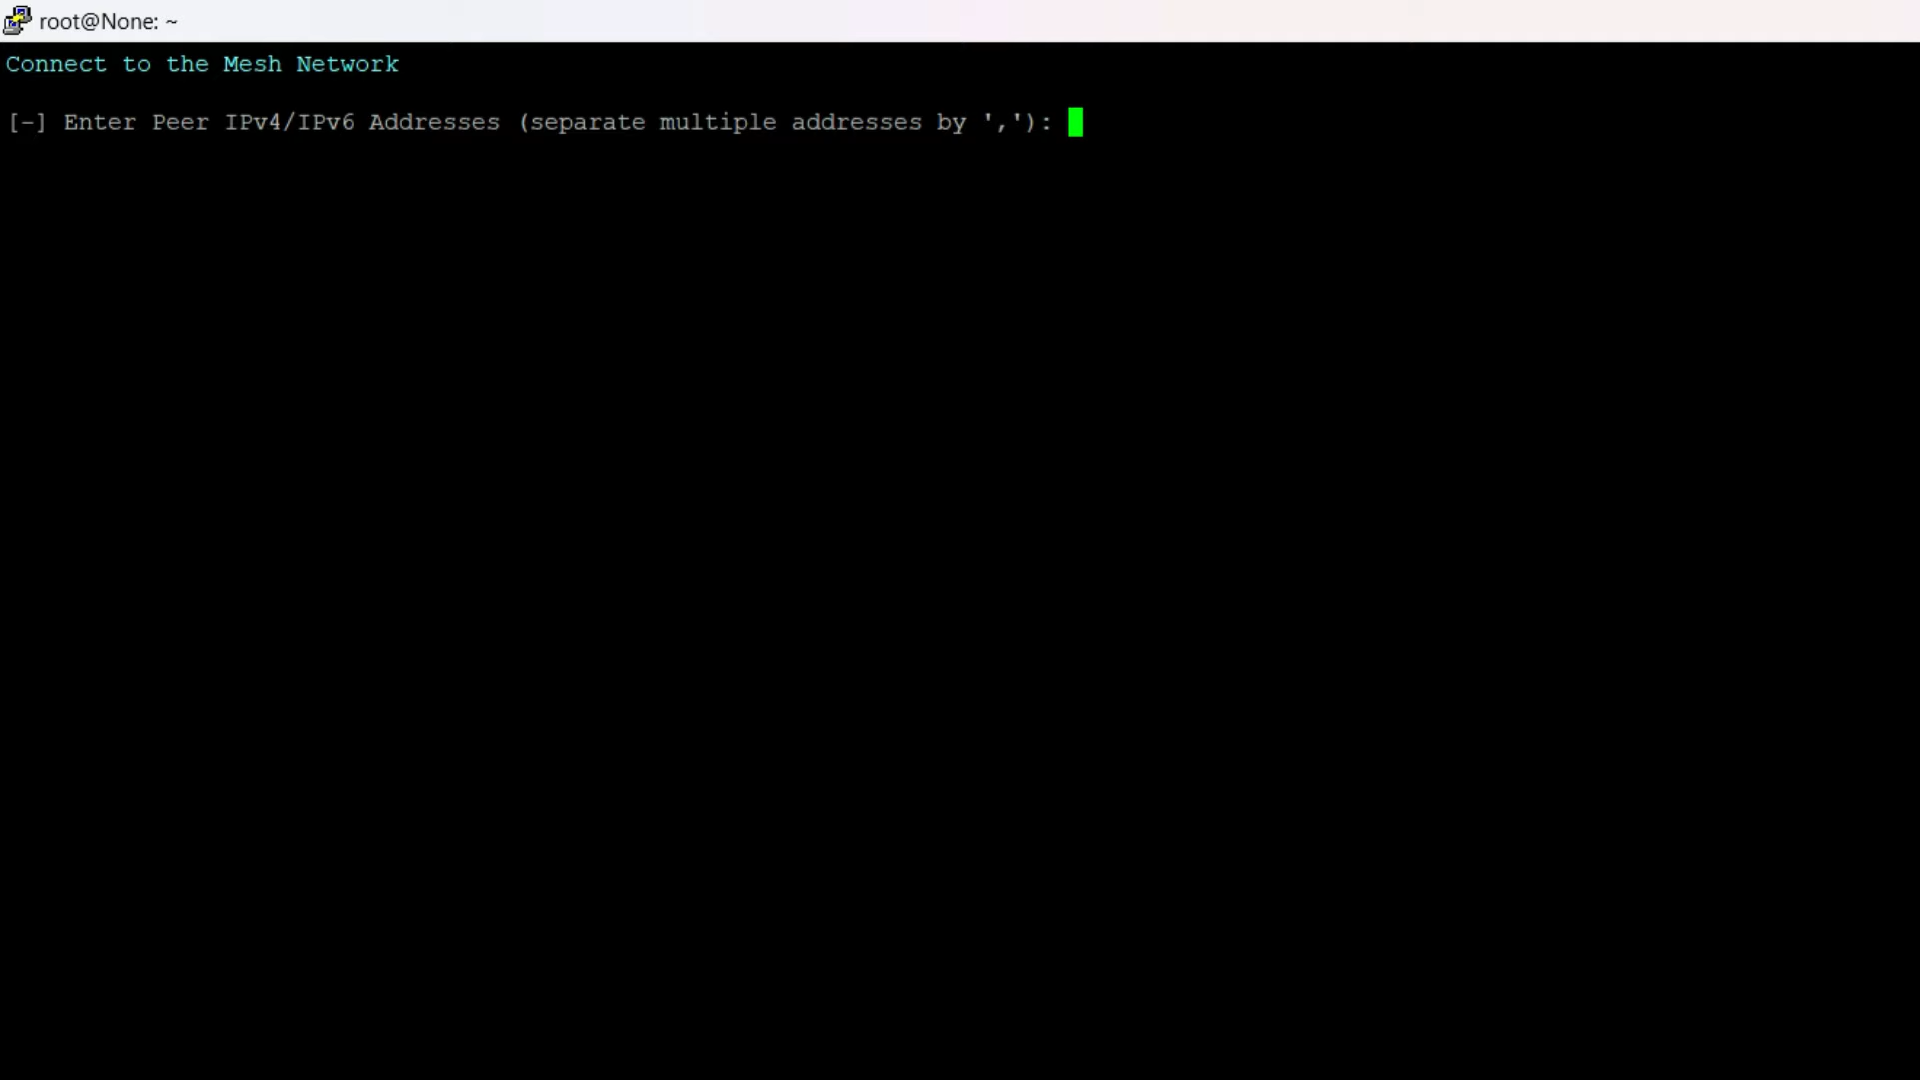 root@None: ~
Connect to the Mesh Network
[-] Enter Peer IPv4/IPv6 Addresses (separate multiple addresses by ','):